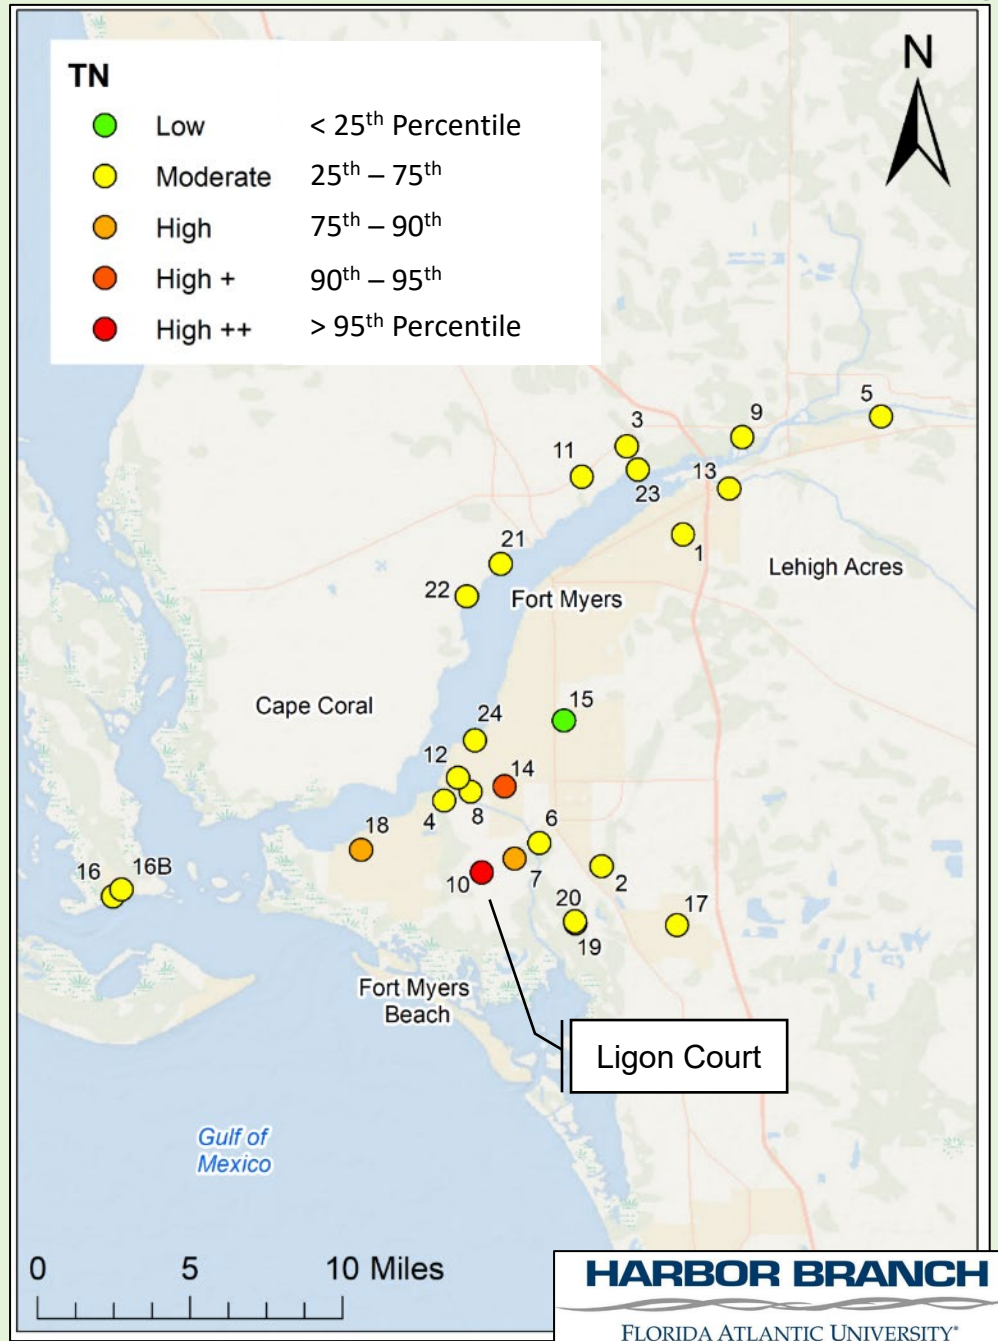 N
TN
Low < 25th Percentile
Moderate 25th – 75th
High 75th – 90th
High + 90th – 95th
High ++ > 95th Percentile
5
9
3
11
13
23
1
21
Lehigh Acres
22
Fort Myers
Cape Coral
15
24
12
14
4
8
18
6
16
16B
10
7
2
20
17
19
Fort Myers
Beach
Ligon Court
Gulf of
Mexico
0 5 10 Miles
HARBOR BRANCH
FLORIDA ATLANTIC UNIVERSITY®